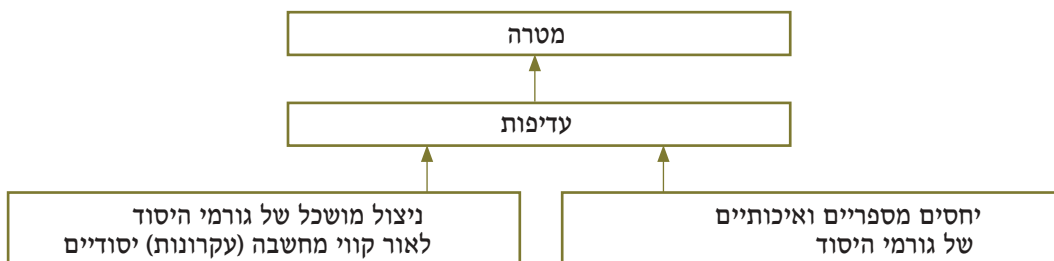 מטרה
עדיפות
יחסים מספריים ואיכותיים
של גורמי היסוד
ניצול מושכל של גורמי היסוד
לאור קווי מחשבה (עקרונות) יסודיים